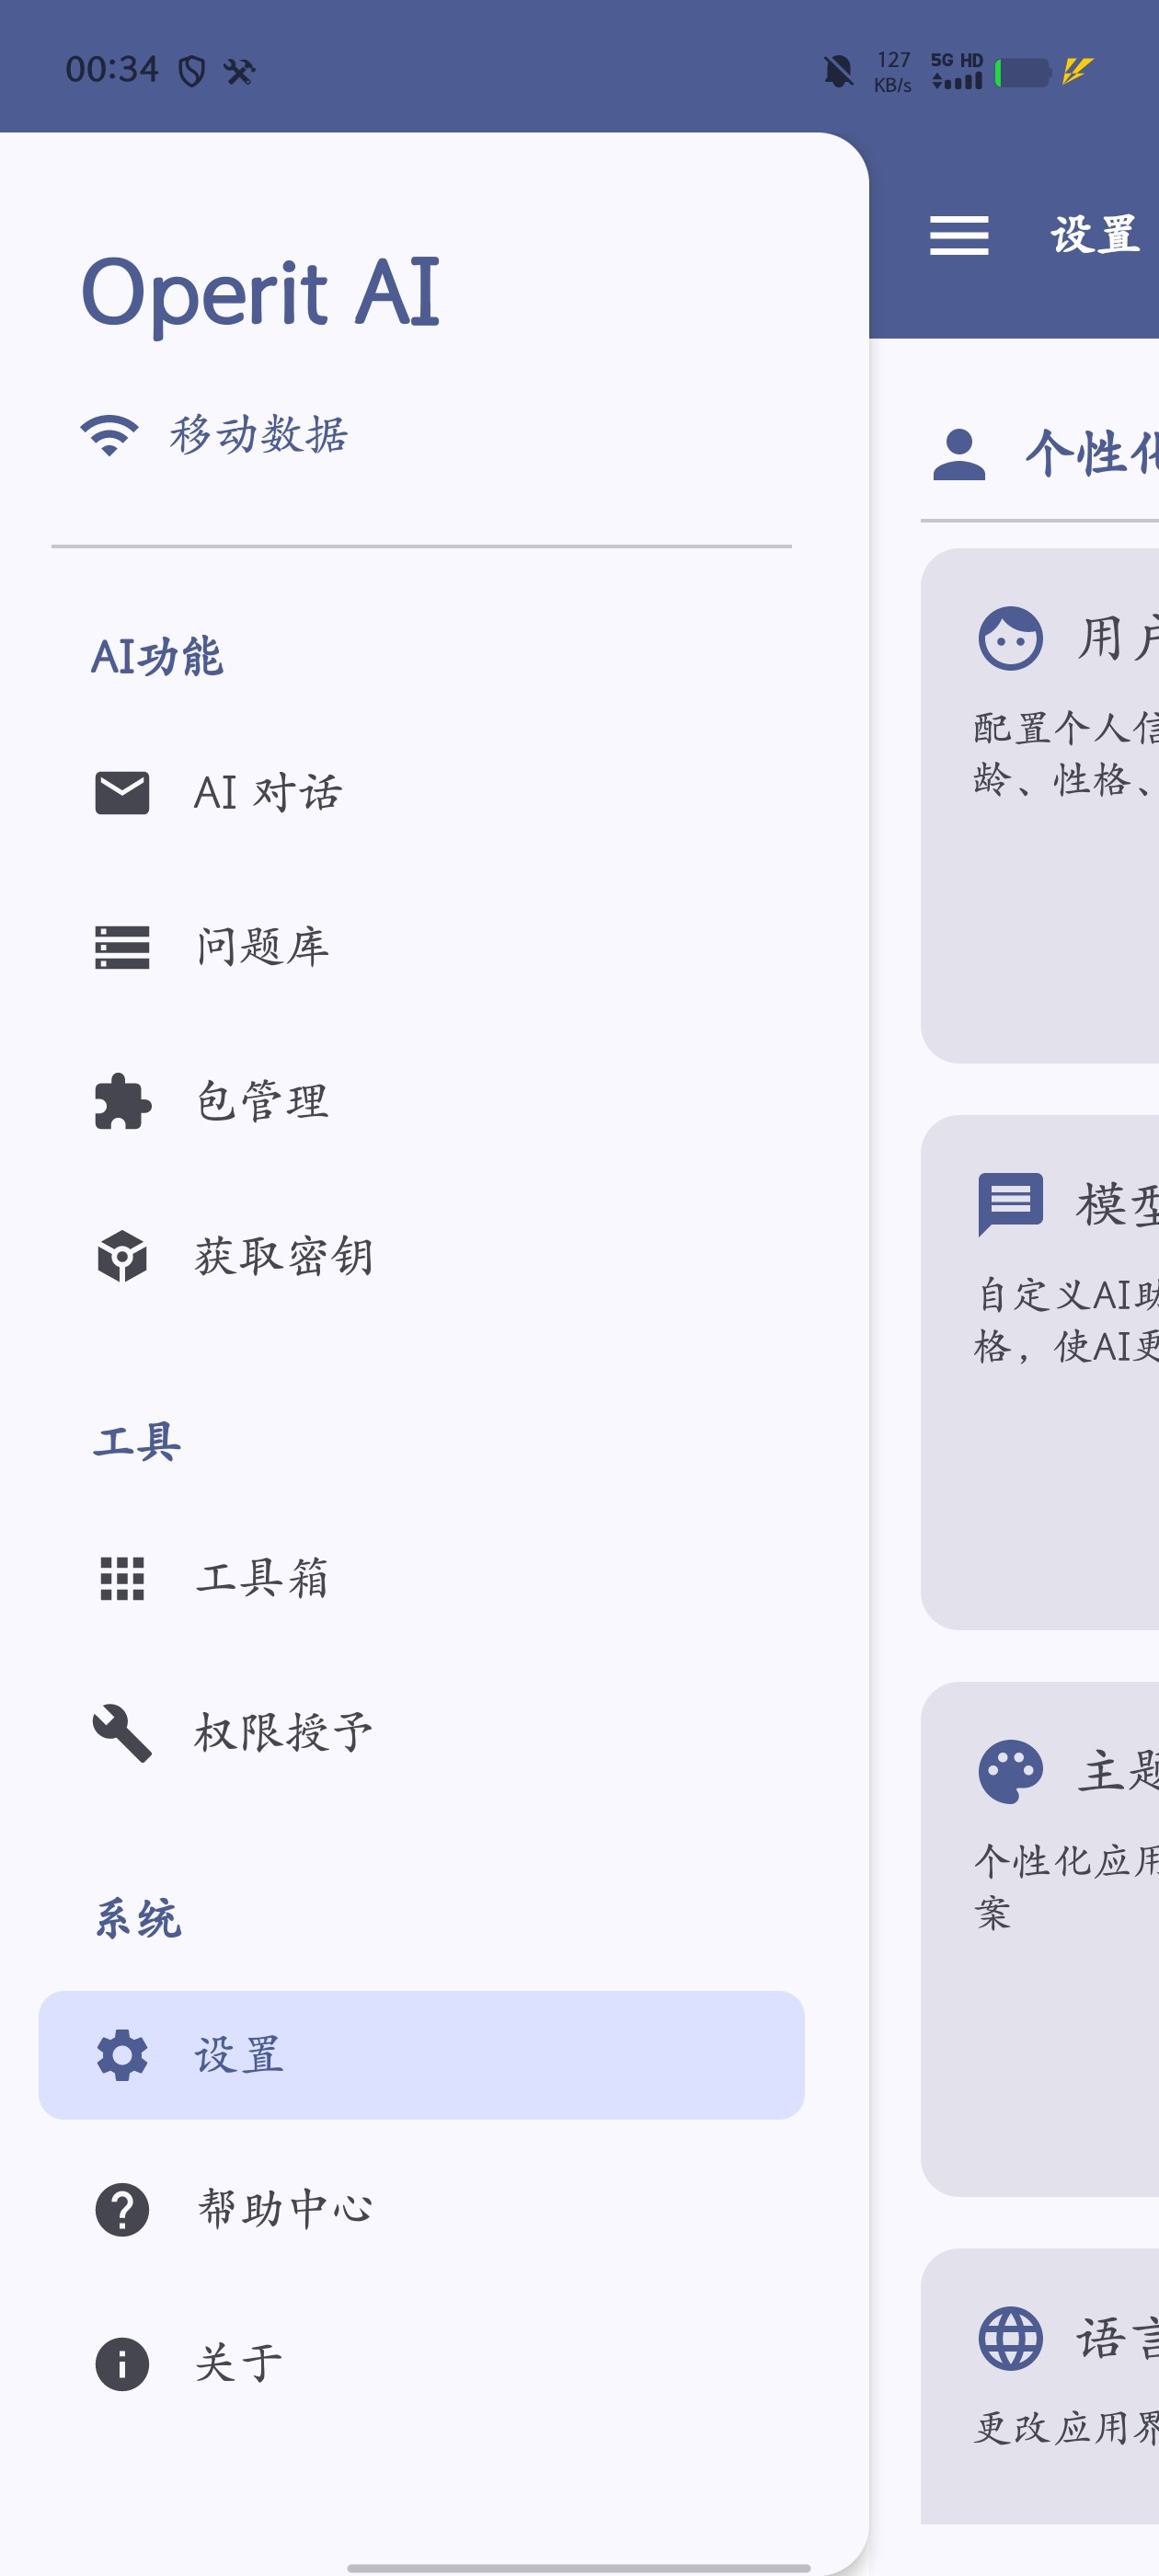 00:34
127
KB/s
5G HD
Operit AI
移动数据
AI功能
AI 对话
问题库
包管理
获取密钥
工具
工具箱
权限授予
系统
设置
帮助中心
关于
设置
个性
用
配置个人信
龄、性格、
模型
自定义AI助
格，使AI更
主题
个性化应用
案
语言
更改应用界